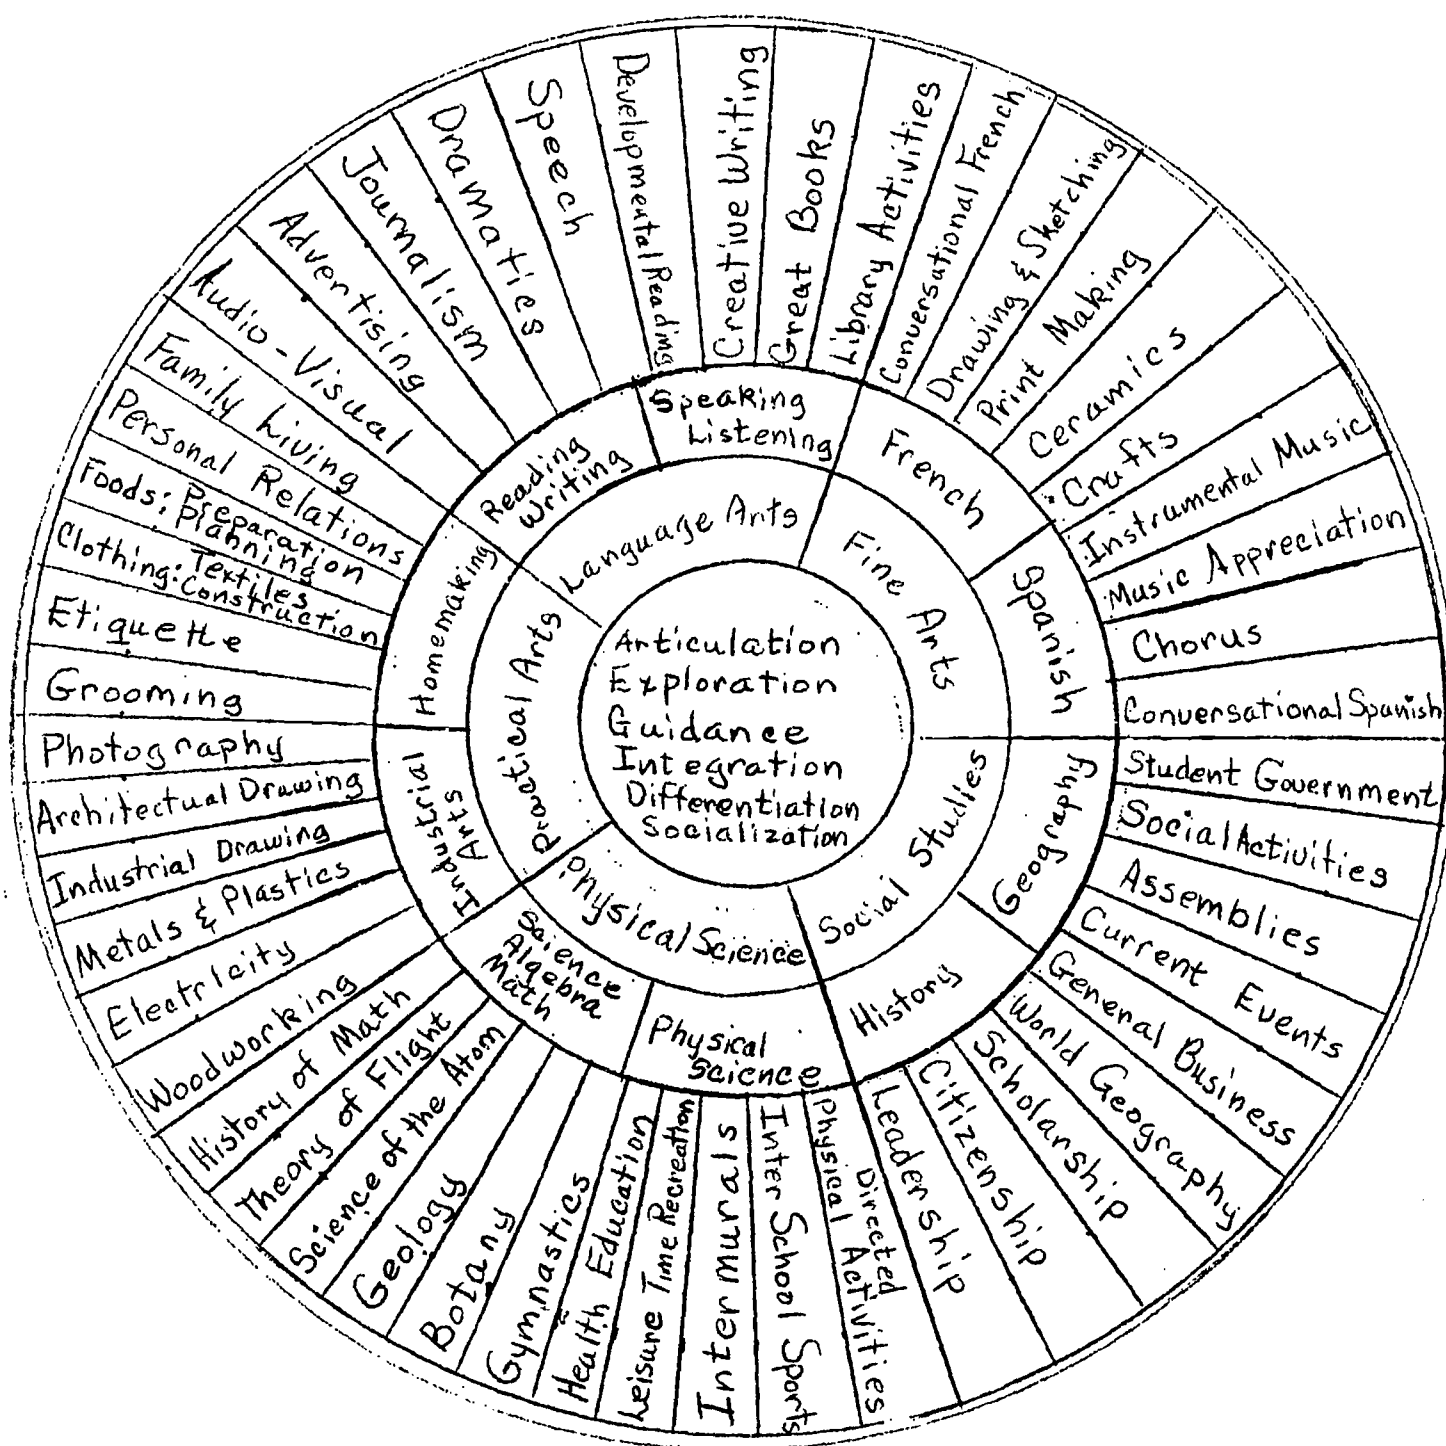 Articulation
Exploration
Guidance
Integration
Differentiation
Socialization
Language Arts
Fine Arts
Social Studies
Physical Science
Practical Arts
Speaking
Listening
French
Spanish
Geography
History
Physical
Science
Science
Algebra
Math
Industrial
Arts
Homemaking
Reading
Writing
Creative Writing
Great Books
Library Activities
Conversational French
Drawing & Sketching
Print Making
Ceramics
Crafts
Instrumental Music
Music Appreciation
Chorus
Conversational Spanish
Student Government
Social Activities
Assemblies
Current Events
General Business
World Geography
Scholarship
Citizenship
Leadership
Directed
Physical Activities
Inter School Sports
Intermurals
Leisure Time Recreation
Health Education
Gymnastics
Botany
Geology
Science of the Atom
Theory of Flight
History of Math
Woodworking
Electricity
Metals & Plastics
Industrial Drawing
Architectual Drawing
Photography
Grooming
Etiquette
Clothing: Textiles
Construction
Foods: Preparation
Planning
Personal Relations
Family Living
Audio-Visual
Advertising
Journalism
Dramatics
Speech
Developmental Reading